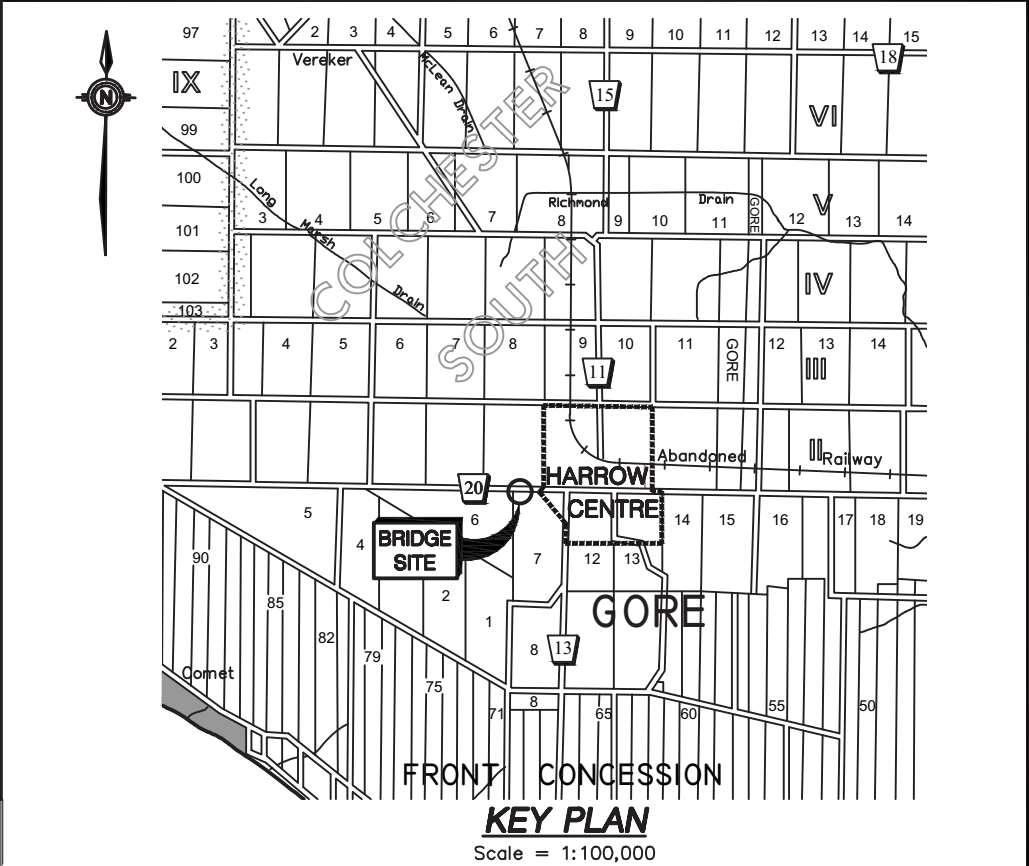 97 2 3 4 5 6 7 8 9 10 11 12 13 14 15
Vereker
18
IX
McLean Drain
15
VI
99
COLCHESTER
SOUTH
100
Long Marsh Drain
Richmond Drain
GORE
V
101
3 4 5 6 7 8 9 10 11 12 13 14
102
IV
103
2 3 4 5 6 7 8 9 10 11 GORE 12 13 14
11
III
II
Abandoned Railway
HARROW
CENTRE
20
5
4
6
BRIDGE
SITE
14 15 16 17 18 19
90
7 12 13
2
85
1
GORE
82
79
8
13
Comet
75
71
8
65 60 55 50
FRONT CONCESSION
N
KEY PLAN
Scale = 1:100,000